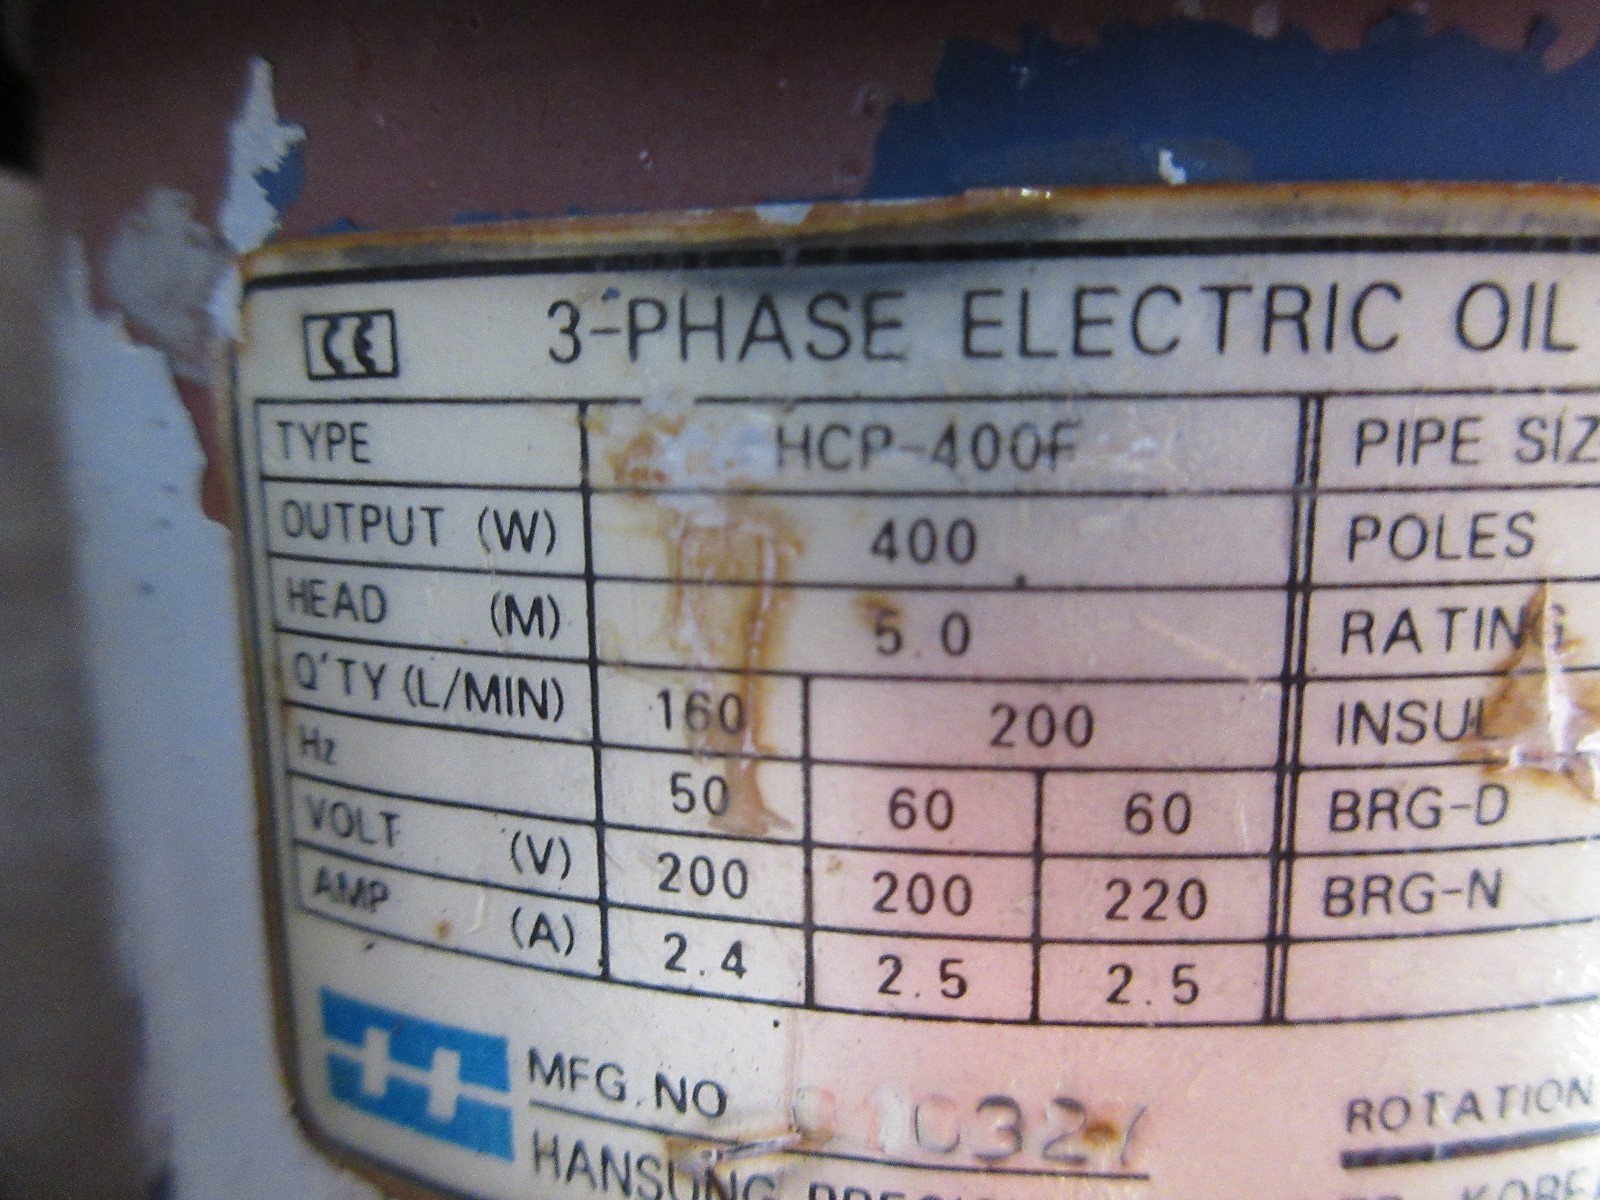 CE 3-PHASE ELECTRIC OIL
TYPE HCP-400F PIPE SIZ
OUTPUT (W) 400 POLES
HEAD (M) 5.0 RATING
Q'TY (L/MIN) 160 200 INSUL
Hz 50 60 60 BRG-D
VOLT (V) 200 200 220 BRG-N
AMP (A) 2.4 2.5 2.5
MFG.NO ROTATION
HANSUNG